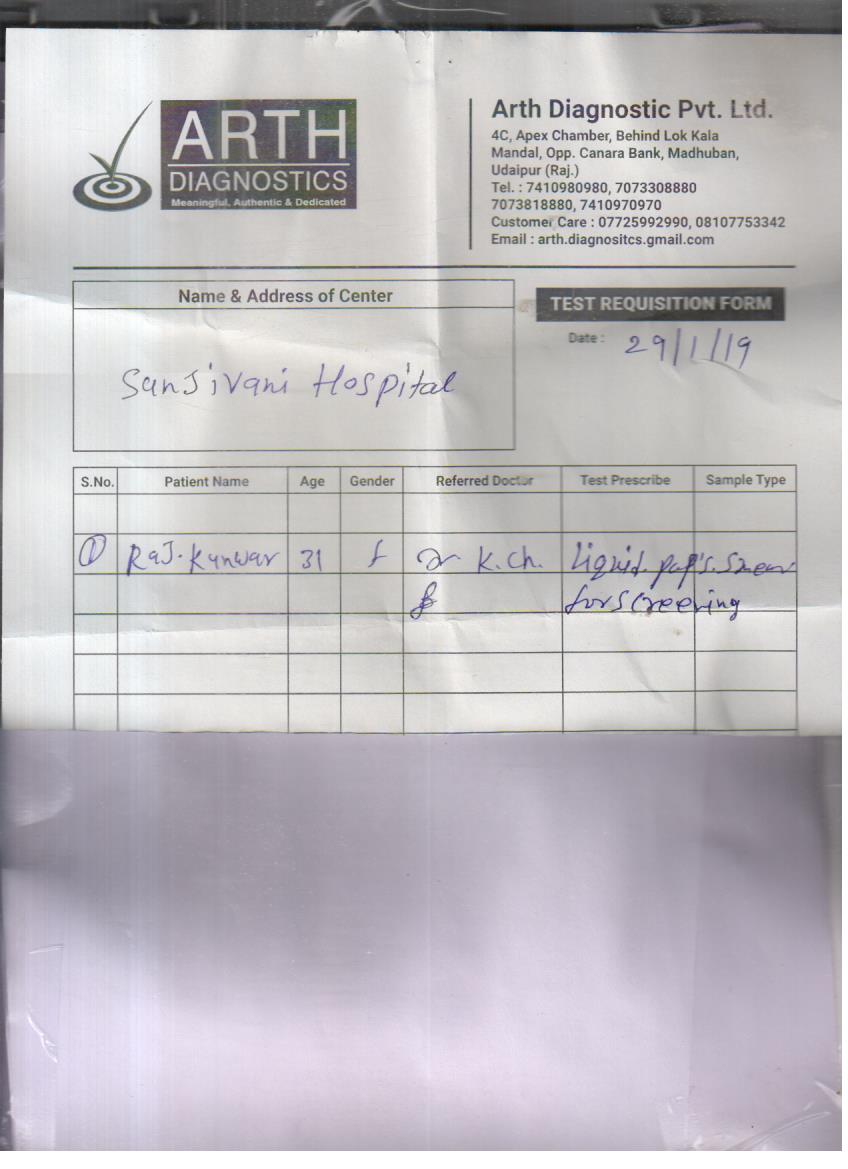 ARTH
DIAGNOSTICS
Meaningful, Authentic & Dedicated
Arth Diagnostic Pvt. Ltd.
4C, Apex Chamber, Behind Lok Kala
Mandal, Opp. Canara Bank, Madhuban,
Udaipur (Raj.)
Tel. : 7410980980, 7073308880
7073818880, 7410970970
Customer Care : 07725992990, 08107753342
Email : arth.diagnositcs.gmail.com
Name & Address of Center
SanJivani Hospital
TEST REQUISITION FORM
Date : 29/1/19
S.No. Patient Name Age Gender Referred Doctor Test Prescribe Sample Type
1 RaJ. Kunwar 31 f Dr K.Ch. liquid. pap's. smear
for screening